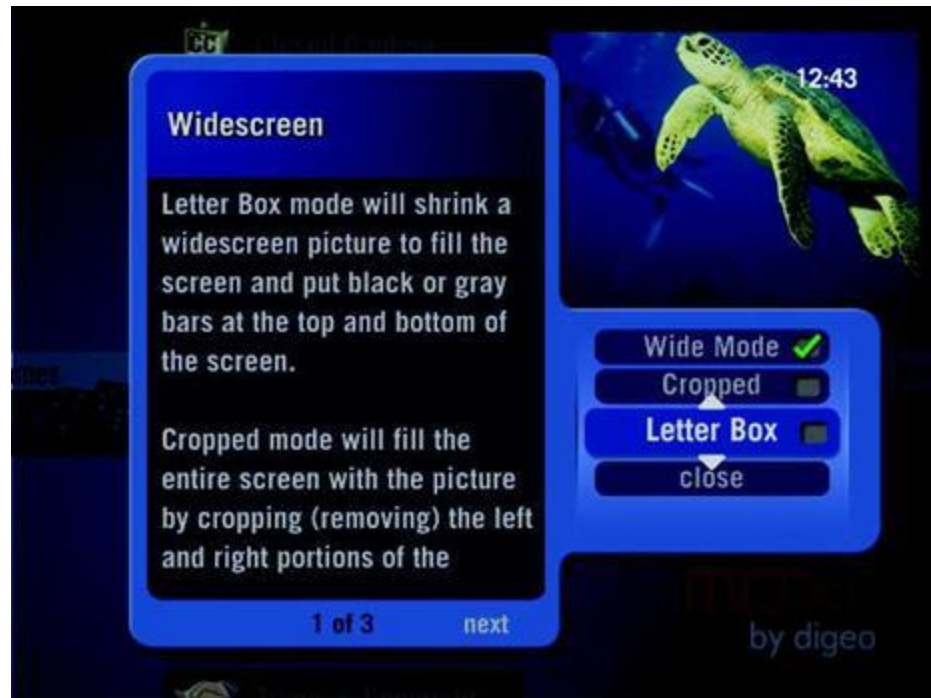 CC
12:43
Widescreen
Letter Box mode will shrink a
widescreen picture to fill the
screen and put black or gray
bars at the top and bottom of
the screen.
Cropped mode will fill the
entire screen with the picture
by cropping (removing) the left
and right portions of the
1 of 3
next
Wide Mode
Cropped
Letter Box
close
by digeo